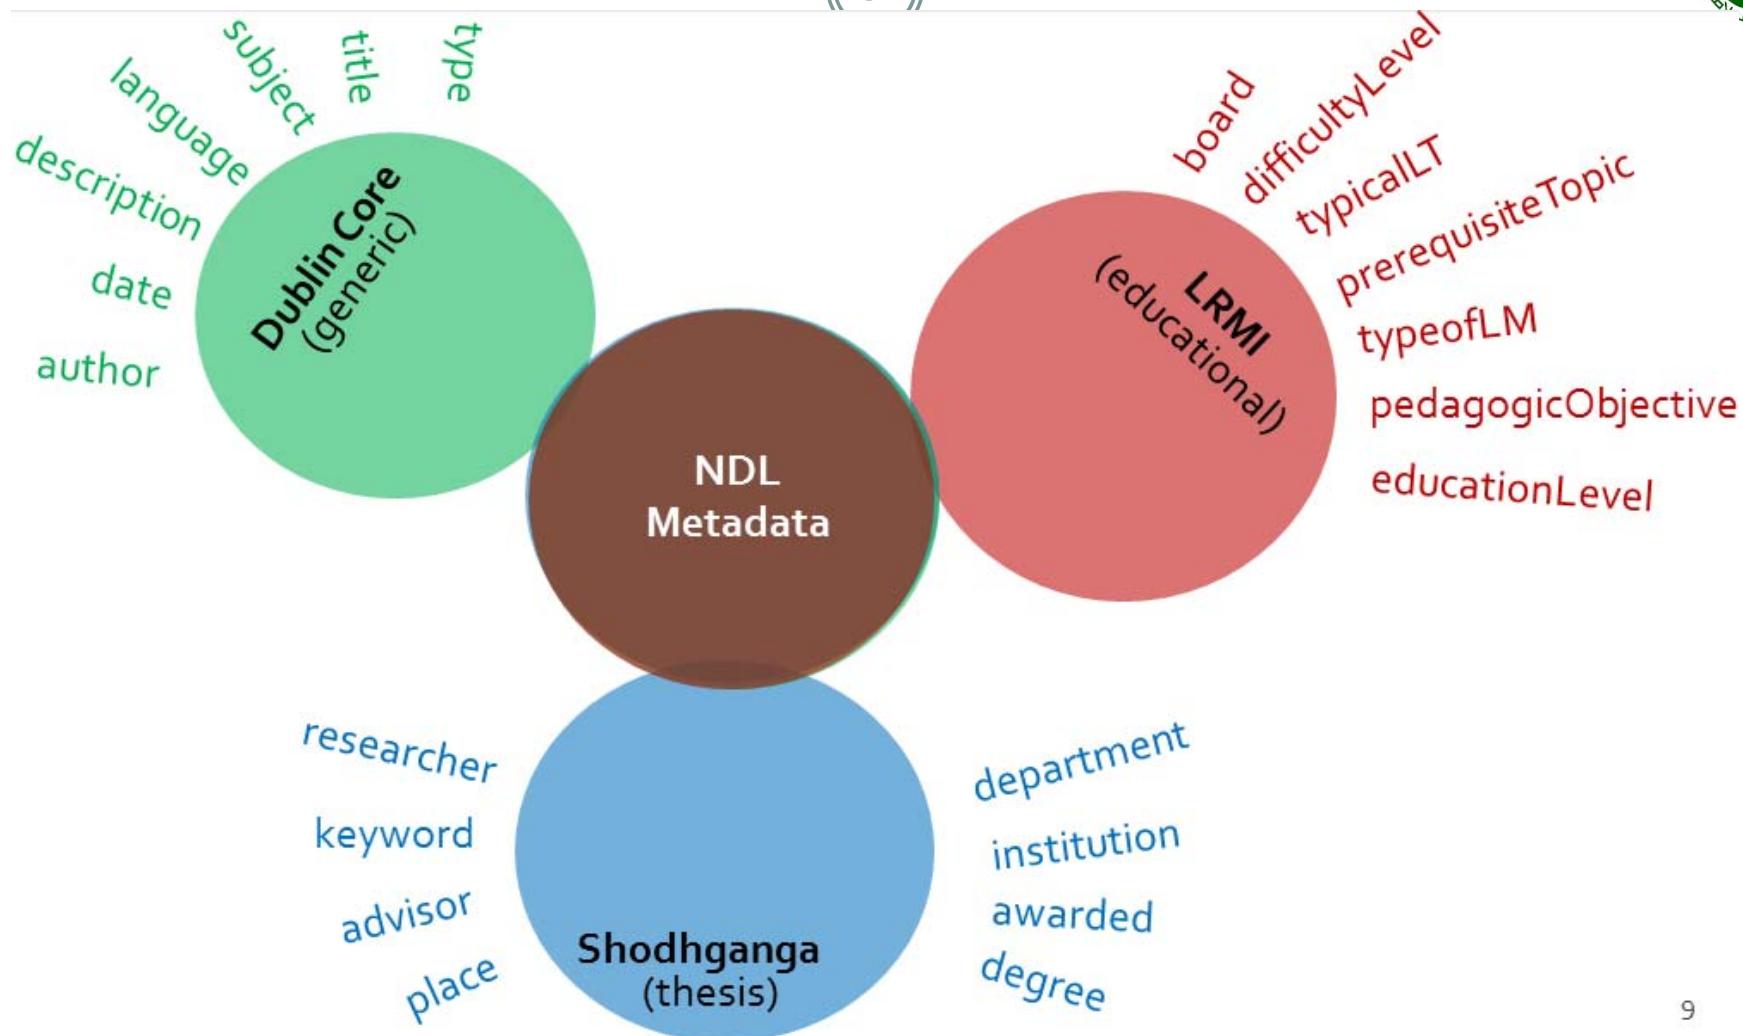 type
title
subject
language
description
date
author
Dublin Core
(generic)
board
difficultyLevel
typicalLT
prerequisiteTopic
typeofLM
pedagogicObjective
educationLevel
LRMI
(educational)
NDL
Metadata
researcher
keyword
advisor
place
department
institution
awarded
degree
Shodhganga
(thesis)
9